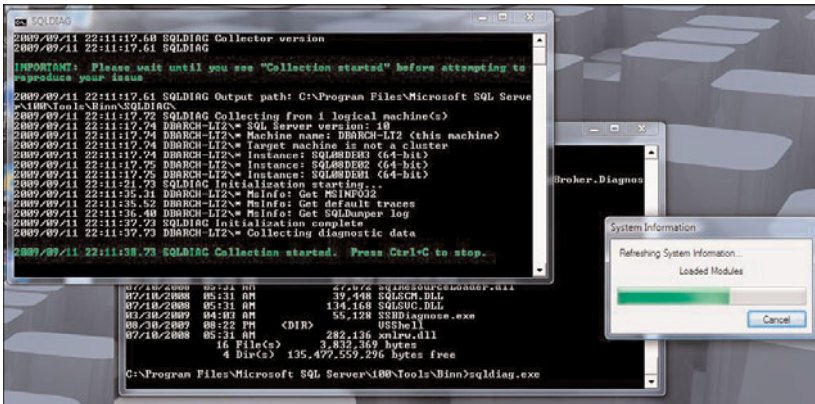 SQLDIAG
2009/09/11 22:11:17.60 SQLDIAG Collector version
2009/09/11 22:11:17.61 SQLDIAG
IMPORTANT: Please wait until you see "Collection started" before attempting to
reproduce your issue
2009/09/11 22:11:17.61 SQLDIAG Output path: C:\Program Files\Microsoft SQL Serve
r\100\Tools\Binn\SQLDIAG\
2009/09/11 22:11:17.72 SQLDIAG Collecting from 1 logical machine(s)
2009/09/11 22:11:17.74 DBARCH-LT2\* SQL Server version: 10
2009/09/11 22:11:17.74 DBARCH-LT2\* Machine name: DBARCH-LT2 (this machine)
2009/09/11 22:11:17.74 DBARCH-LT2\* Target machine is not a cluster
2009/09/11 22:11:17.74 DBARCH-LT2\* Instance: SQL08DE03 (64-bit)
2009/09/11 22:11:17.75 DBARCH-LT2\* Instance: SQL08DE02 (64-bit)
2009/09/11 22:11:17.75 DBARCH-LT2\* Instance: SQL08DE01 (64-bit)
2009/09/11 22:11:21.73 SQLDIAG Initialization starting...
2009/09/11 22:11:35.31 DBARCH-LT2\* MsInfo: Get MSINFO32
2009/09/11 22:11:35.52 DBARCH-LT2\* MsInfo: Get default traces
2009/09/11 22:11:36.40 DBARCH-LT2\* MsInfo: Get SQLDumper log
2009/09/11 22:11:37.73 SQLDIAG Initialization complete
2009/09/11 22:11:37.73 DBARCH-LT2\* Collecting diagnostic data
2009/09/11 22:11:38.73 SQLDIAG Collection started. Press Ctrl+C to stop.
Broker.Diagnos
07/10/2008 05:31 AM 27,672 SqlResourceLoader.dll
07/10/2008 05:31 AM 39,448 SQLSCM.DLL
07/10/2008 05:31 AM 134,168 SQLSVC.DLL
03/30/2009 04:03 AM 55,128 SSBDiagnose.exe
08/30/2009 08:22 PM <DIR> VSShell
07/10/2008 05:31 AM 282,136 xmlrw.dll
16 File(s) 3,832,369 bytes
4 Dir(s) 135,477,559,296 bytes free
C:\Program Files\Microsoft SQL Server\100\Tools\Binn>sqldiag.exe
System Information
Refreshing System Information...
Loaded Modules
Cancel